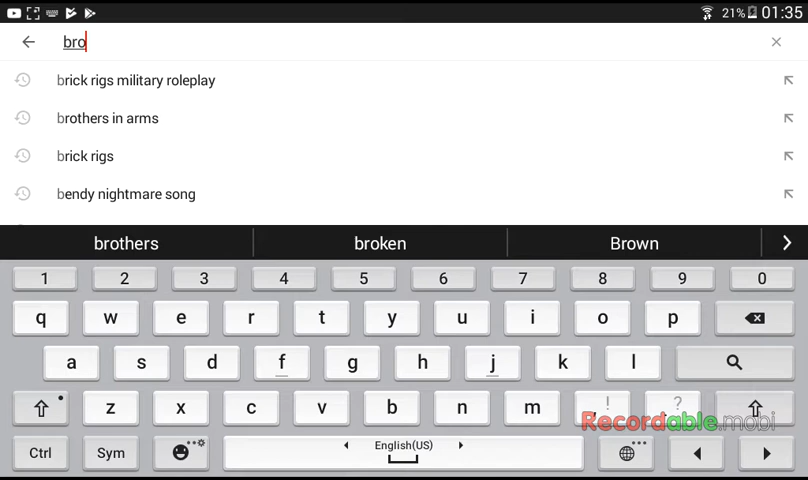 21% 01:35
bro
brick rigs military roleplay
brothers in arms
brick rigs
bendy nightmare song
brothers broken Brown
1 2 3 4 5 6 7 8 9 0
q w e r t y u i o p
a s d f g h j k l
z x c v b n m , ! . ?
Recordable.mobi
Ctrl Sym English(US)